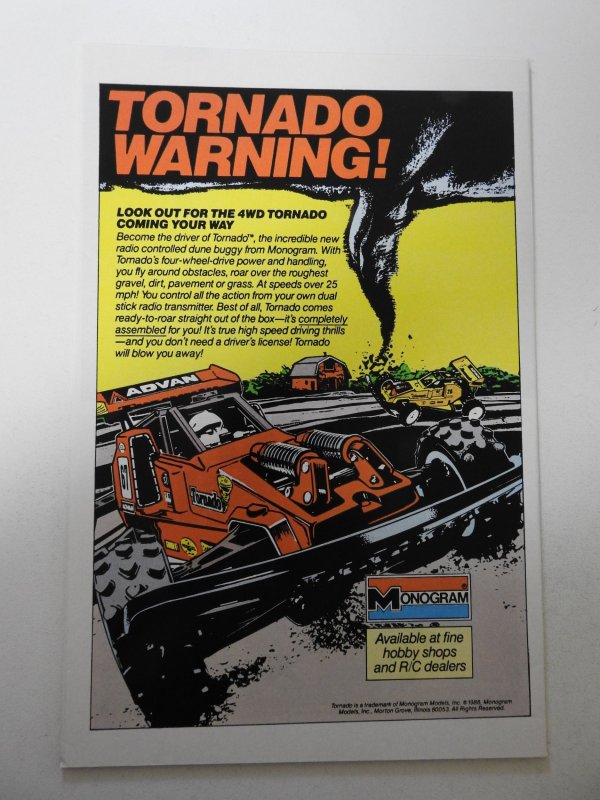 TORNADO
WARNING!
LOOK OUT FOR THE 4WD TORNADO
COMING YOUR WAY
Become the driver of Tornado™, the incredible new
radio controlled dune buggy from Monogram. With
Tornado's four-wheel-drive power and handling,
you fly around obstacles, roar over the roughest
gravel, dirt, pavement or grass. At speeds over 25
mph! You control all the action from your own dual
stick radio transmitter. Best of all, Tornado comes
ready-to-roar straight out of the box—it's completely
assembled for you! It's true high speed driving thrills
—and you don't need a driver's license! Tornado
will blow you away!
ADVAN
Tornado
MONOGRAM®
Available at fine
hobby shops
and R/C dealers
Tornado is a trademark of Monogram Models, Inc. © 1988, Monogram
Models, Inc., Morton Grove, Illinois 60053. All Rights Reserved.